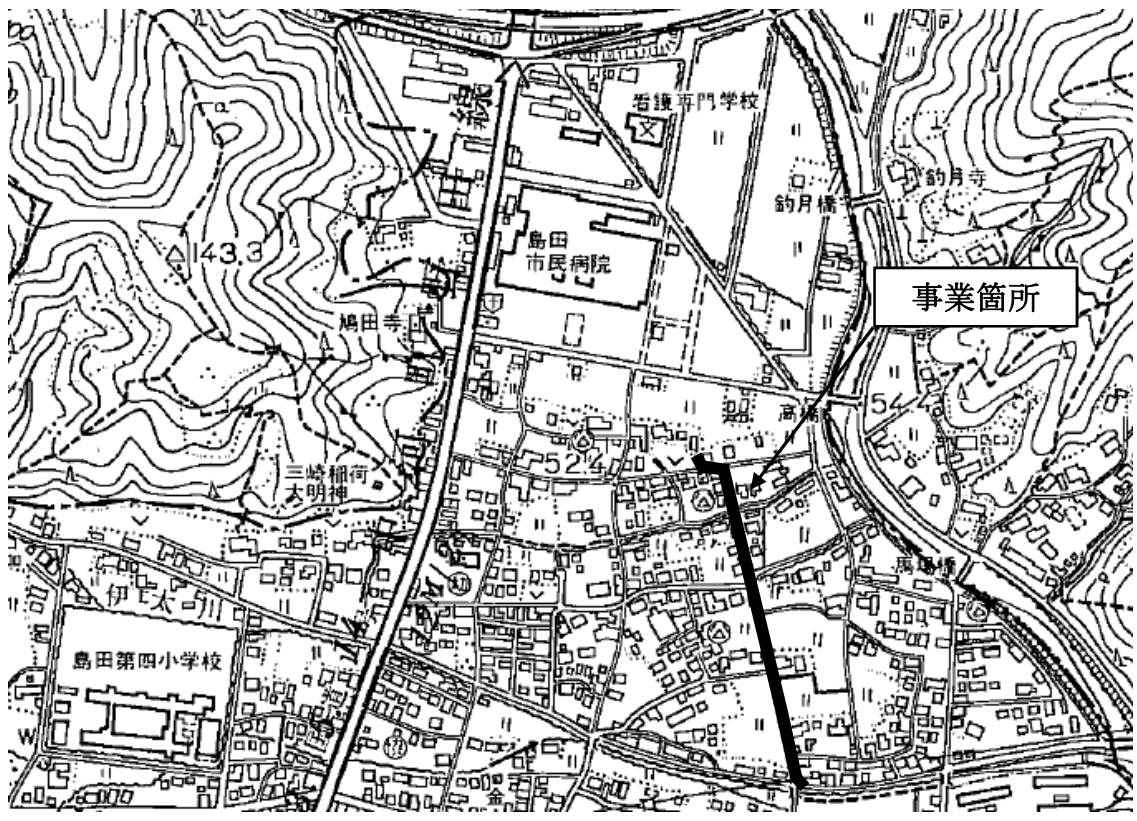 看護専門学校
釣月寺
釣月橋
143.3
島田
市民病院
事業箇所
鳩田寺
高橋
54
52.4
三崎稲荷
大明神
馬場橋
伊太
川
島田第四小学校
W
道
金